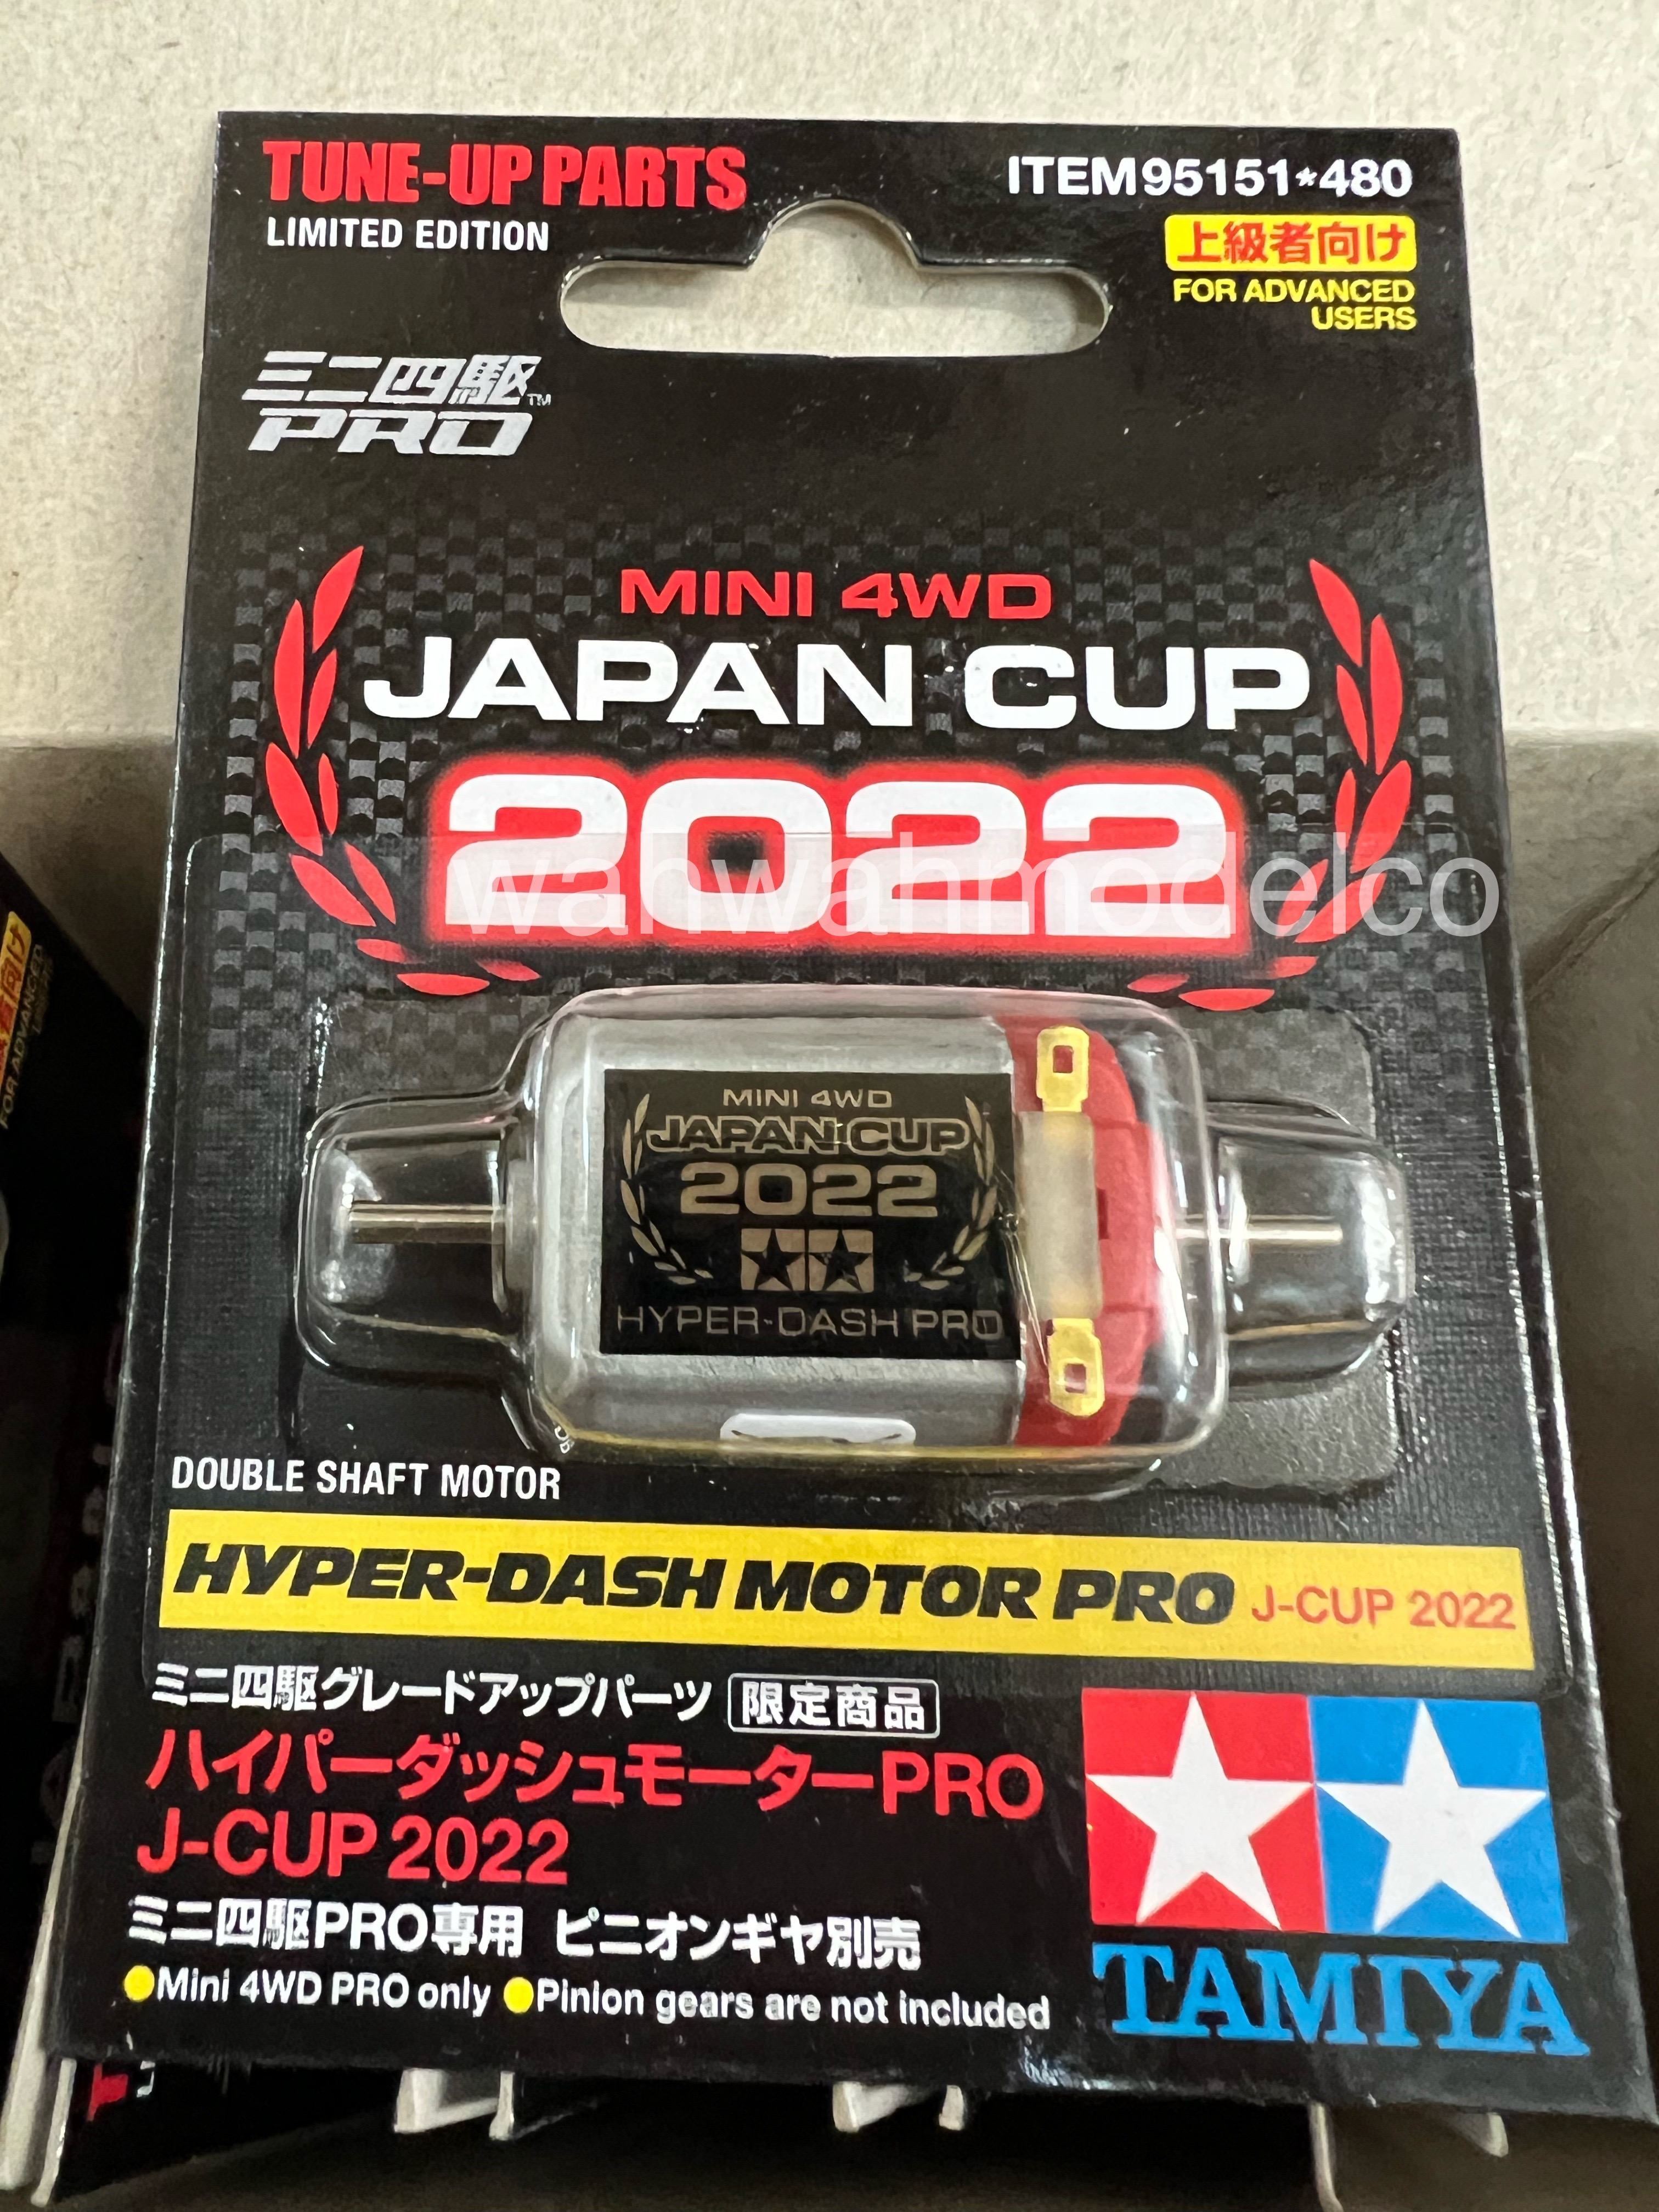 TUNE-UP PARTS
LIMITED EDITION
ITEM95151*480
上級者向け
FOR ADVANCED
USERS
ミニ四駆™
PRO
MINI 4WD
JAPAN CUP
2022
wahwahmodelco
MINI 4WD
JAPAN CUP
2022
HYPER-DASH PRO
DOUBLE SHAFT MOTOR
HYPER-DASH MOTOR PRO J-CUP 2022
ミニ四駆グレードアップパーツ 限定商品
ハイパーダッシュモーターPRO
J-CUP 2022
ミニ四駆PRO専用 ピニオンギヤ別売
●Mini 4WD PRO only ●Pinion gears are not included
TAMIYA
FOR ADVANCED